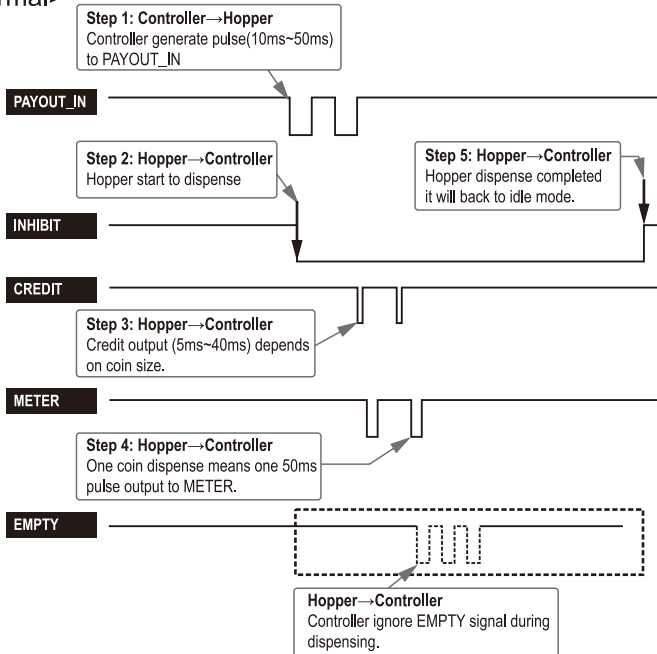 Step 1: Controller→Hopper
Controller generate pulse(10ms~50ms)
to PAYOUT_IN
PAYOUT_IN
Step 2: Hopper→Controller
Hopper start to dispense
Step 5: Hopper→Controller
Hopper dispense completed
it will back to idle mode.
INHIBIT
CREDIT
Step 3: Hopper→Controller
Credit output (5ms~40ms) depends
on coin size.
METER
Step 4: Hopper→Controller
One coin dispense means one 50ms
pulse output to METER.
EMPTY
Hopper→Controller
Controller ignore EMPTY signal during
dispensing.